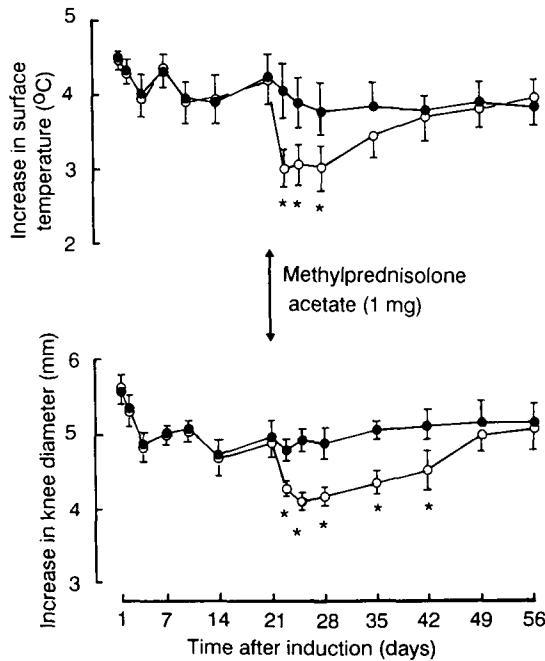 Increase in surface
temperature (°C)
5
4
3
2
* * *
Methylprednisolone
acetate (1 mg)
Increase in knee diameter (mm)
6
5
4
3
* * * * *
1 7 14 21 28 35 42 49 56
Time after induction (days)